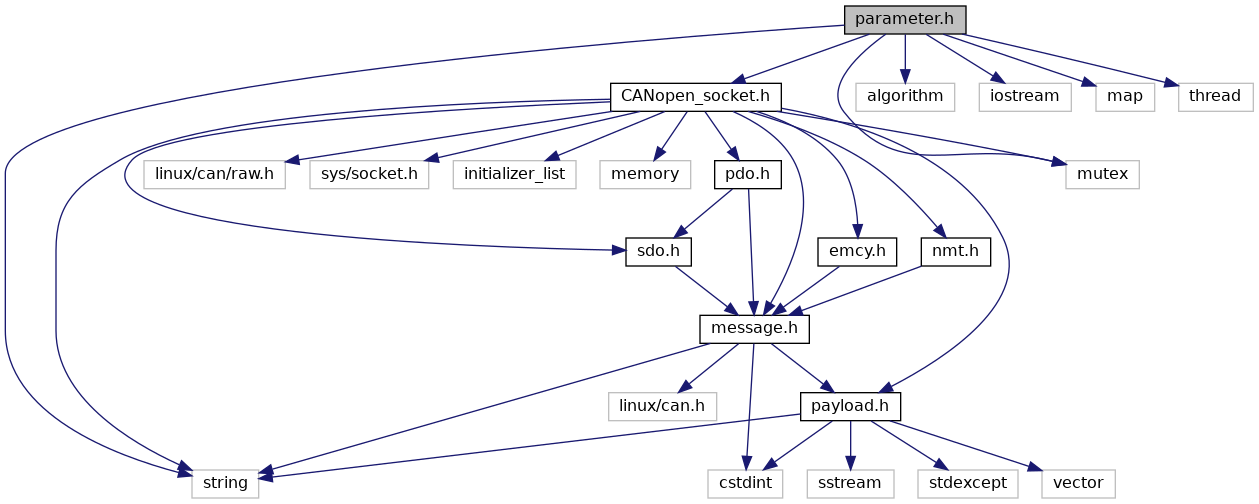 parameter.h
CANopen_socket.h
algorithm
iostream
map
thread
linux/can/raw.h
sys/socket.h
initializer_list
memory
pdo.h
mutex
sdo.h
emcy.h
nmt.h
message.h
linux/can.h
payload.h
string
cstdint
sstream
stdexcept
vector